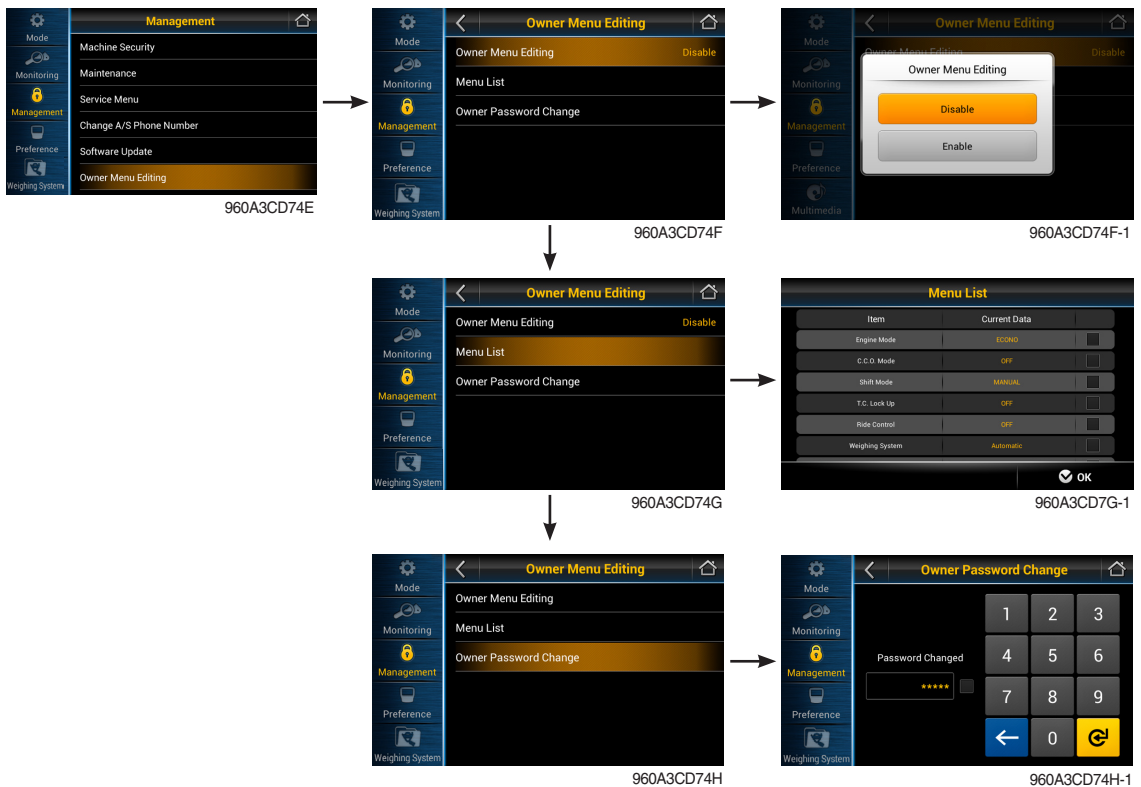 Management
Mode
Monitoring
Management
Preference
Weighing System
Machine Security
Maintenance
Service Menu
Change A/S Phone Number
Software Update
Owner Menu Editing
960A3CD74E
Owner Menu Editing
Mode
Monitoring
Management
Preference
Weighing System
Owner Menu Editing Disable
Menu List
Owner Password Change
960A3CD74F
Owner Menu Editing
Mode
Monitoring
Management
Preference
Multimedia
Owner Menu Editing Disable
Owner Menu Editing
Disable
Enable
960A3CD74F-1
Owner Menu Editing
Mode
Monitoring
Management
Preference
Weighing System
Owner Menu Editing Disable
Menu List
Owner Password Change
960A3CD74G
Menu List
Item Current Data
Engine Mode ECONO
C.C.O. Mode OFF
Shift Mode MANUAL
T.C. Lock Up OFF
Ride Control OFF
Weighing System Automatic
OK
960A3CD7G-1
Owner Menu Editing
Mode
Monitoring
Management
Preference
Weighing System
Owner Menu Editing
Menu List
Owner Password Change
960A3CD74H
Owner Password Change
Mode
Monitoring
Management
Preference
Weighing System
Password Changed
*****
1 2 3
4 5 6
7 8 9
0
960A3CD74H-1